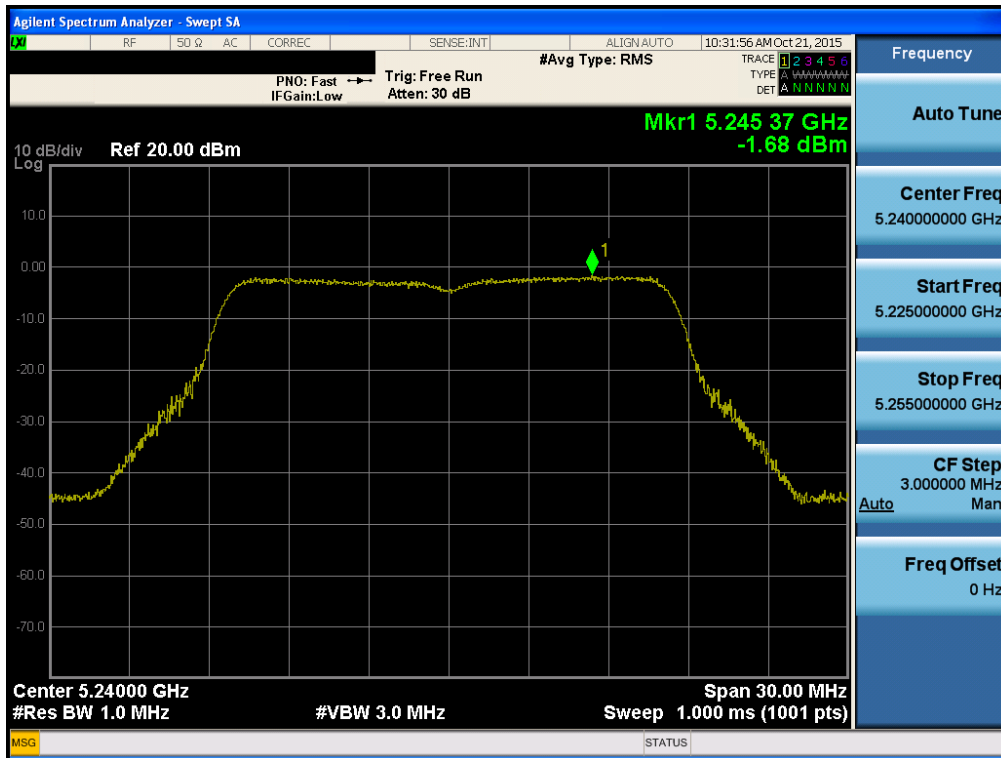 Agilent Spectrum Analyzer - Swept SA
LXI RF 50 Ω AC CORREC SENSE:INT ALIGNAUTO 10:31:56 AM Oct 21, 2015
#Avg Type: RMS TRACE 1 2 3 4 5 6
PNO: Fast Trig: Free Run TYPE A WWWWW
IFGain:Low Atten: 30 dB DET A N N N N N
Mkr1 5.245 37 GHz
-1.68 dBm
10 dB/div Ref 20.00 dBm
Log
10.0
1
0.00
-10.0
-20.0
-30.0
-40.0
-50.0
-60.0
-70.0
Center 5.24000 GHz Span 30.00 MHz
#Res BW 1.0 MHz #VBW 3.0 MHz Sweep 1.000 ms (1001 pts)
MSG STATUS
Frequency
Auto Tune
Center Freq
5.240000000 GHz
Start Freq
5.225000000 GHz
Stop Freq
5.255000000 GHz
CF Step
3.000000 MHz
Auto Man
Freq Offset
0 Hz